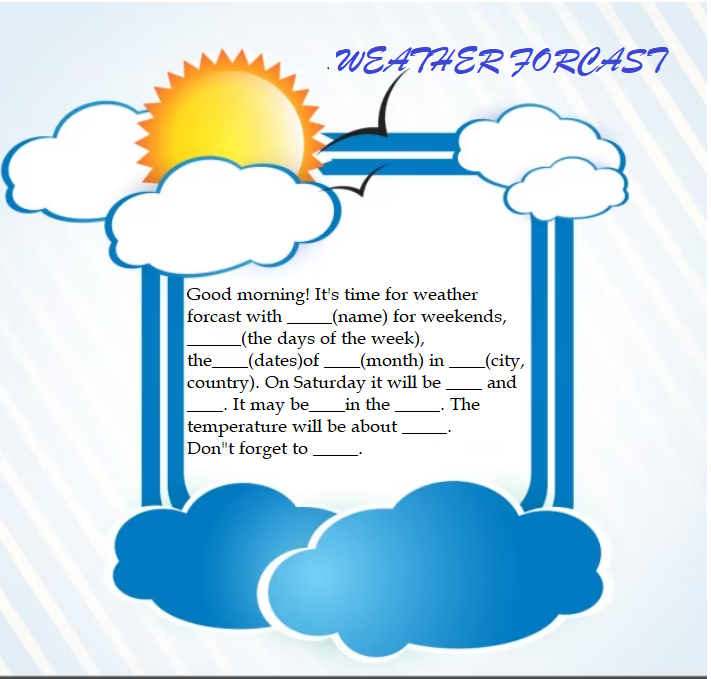 . WEATHER FORCAST
Good morning! It's time for weather
forcast with _____(name) for weekends,
______(the days of the week),
the____(dates)of ____(month) in ____(city,
country). On Saturday it will be ____ and
____. It may be____in the _____. The
temperature will be about _____.
Don"t forget to _____.